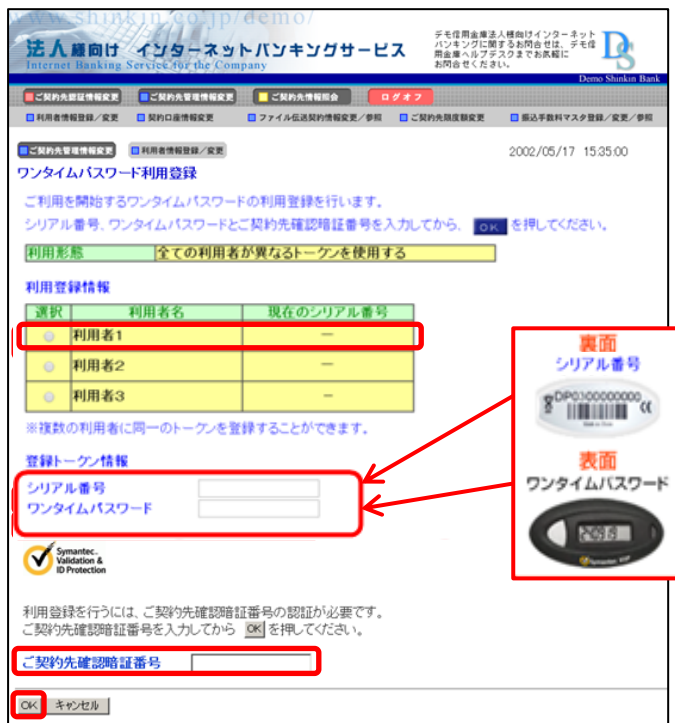 www.shinkin.co.jp/demo/
法人様向け インターネットバンキングサービス
Internet Banking Service for the Company
デモ信用金庫法人様向けインターネット
バンキングに関するお問合せは、デモ信
用金庫ヘルプデスクまでお気軽に
お問合せください。
DS
Demo Shinkin Bank
ご契約先認証情報変更 ご契約先管理情報変更 ご契約先情報照会 ログオフ
利用者情報登録/変更 契約口座情報変更 ファイル伝送契約情報変更/参照 ご契約先限度額変更 振込手数料マスタ登録/変更/参照
ご契約先管理情報変更 利用者情報登録/変更
2002/05/17 15:35:00
ワンタイムパスワード利用登録
ご利用を開始するワンタイムパスワードの利用登録を行います。
シリアル番号、ワンタイムパスワードとご契約先確認暗証番号を入力してから、 OK を押してください。
利用形態 全ての利用者が異なるトークンを使用する
利用登録情報
選択 利用者名 現在のシリアル番号
利用者1 ー
利用者2 ー
利用者3 ー
※複数の利用者に同一のトークンを登録することができます。
登録トークン情報
シリアル番号
ワンタイムパスワード
裏面
シリアル番号
DP0300000000
表面
ワンタイムパスワード
Symantec.
Validation &
ID Protection
利用登録を行うには、ご契約先確認暗証番号の認証が必要です。
ご契約先確認暗証番号を入力してから OK を押してください。
ご契約先確認暗証番号
OK キャンセル